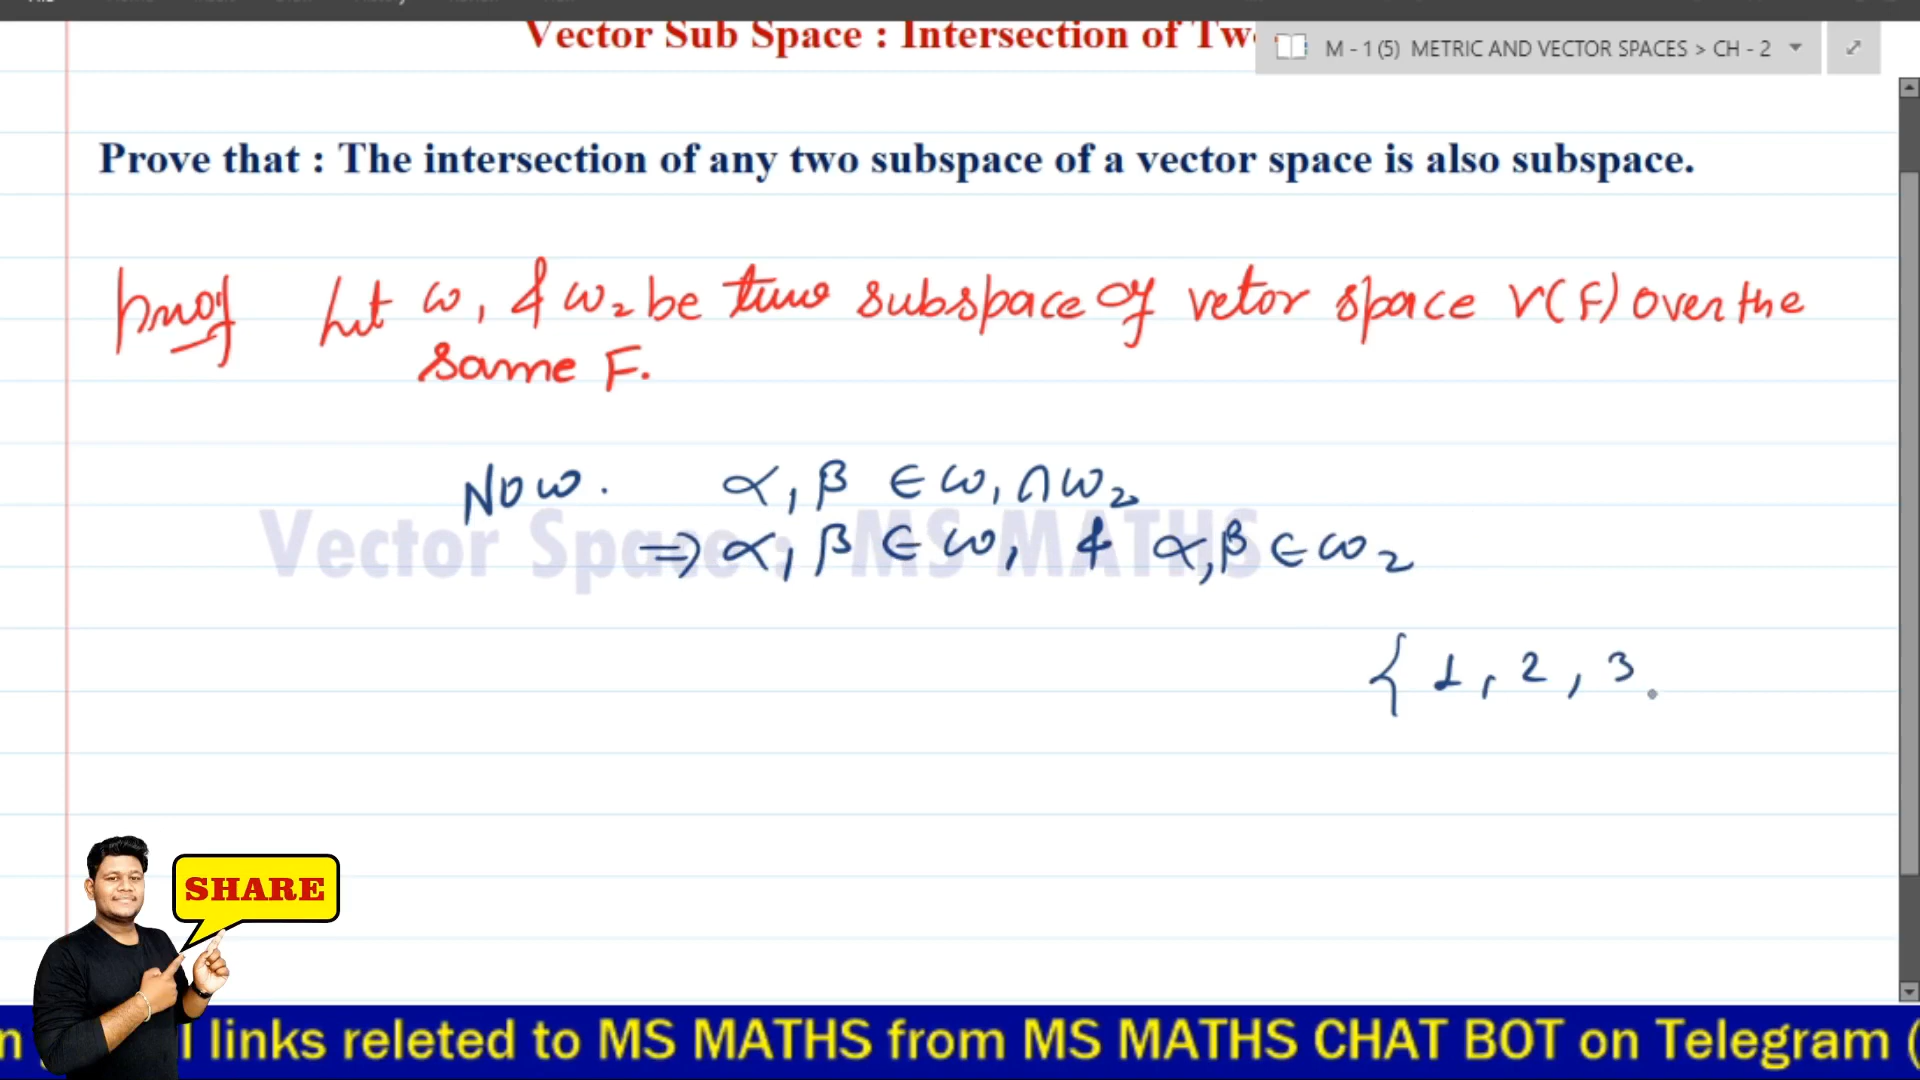 Vector Sub Space : Intersection of Tw
M - 1 (5) METRIC AND VECTOR SPACES > CH - 2
Prove that : The intersection of any two subspace of a vector space is also subspace.
proof Let ω₁ & ω₂ be two subspace of vetor space V(F) over the
same F.
Now. α, β ∈ ω₁ ∩ ω₂
⇒ α, β ∈ ω₁ & α, β ∈ ω₂
Vector Space : MS MATHS
{ 1, 2, 3
SHARE
links releted to MS MATHS from MS MATHS CHAT BOT on Telegram (